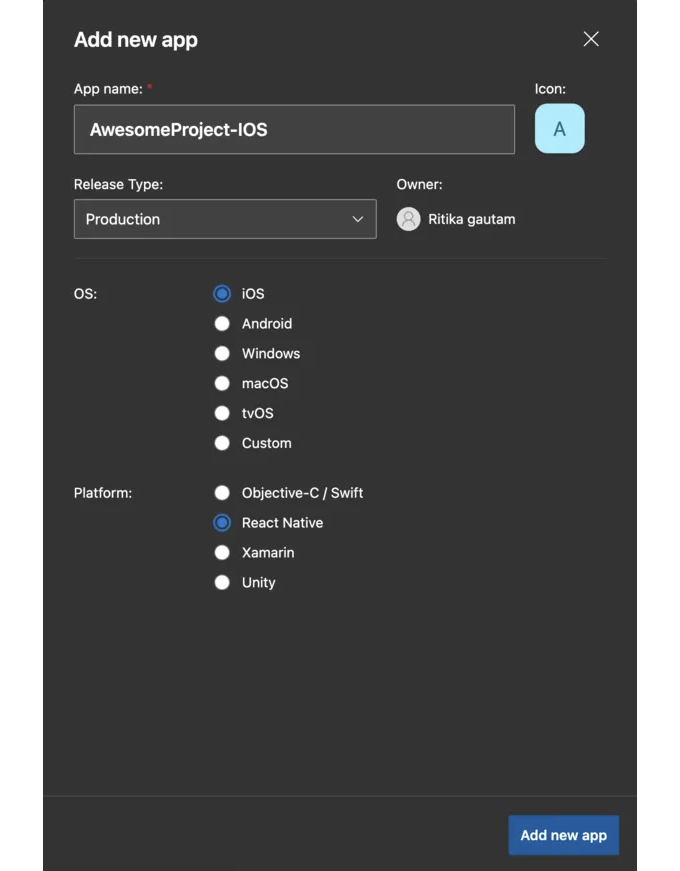 Add new app
App name: *
Icon:
AwesomeProject-IOS
A
Release Type:
Owner:
Production
Ritika gautam
OS:
iOS
Android
Windows
macOS
tvOS
Custom
Platform:
Objective-C / Swift
React Native
Xamarin
Unity
Add new app